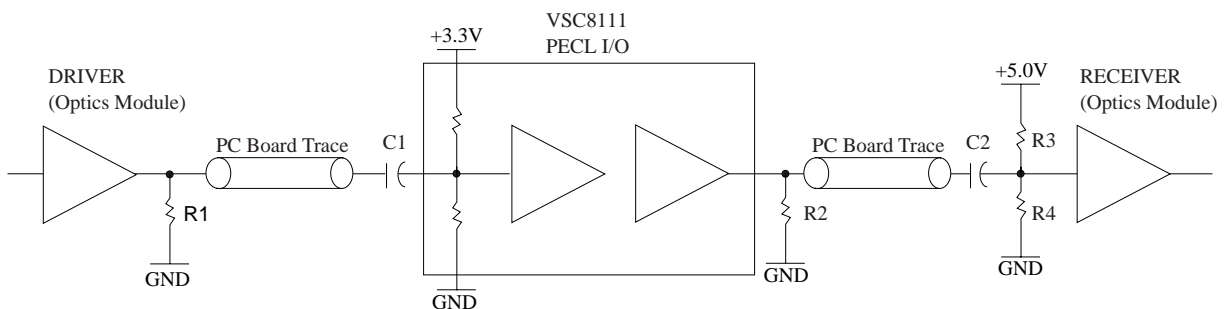 VSC8111
PECL I/O
+3.3V
DRIVER
(Optics Module)
+5.0V
RECEIVER
(Optics Module)
PC Board Trace
C1
PC Board Trace
C2
R3
R1
R2
R4
GND
GND
GND
GND